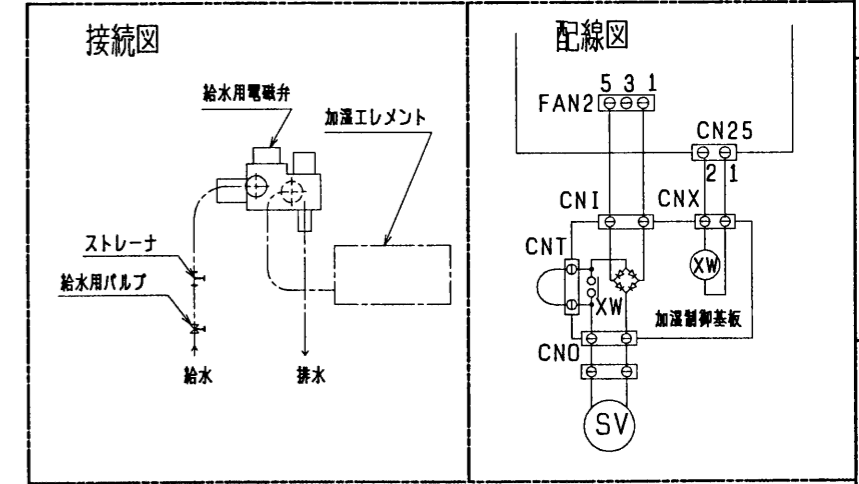 接続図
給水用電磁弁
加湿エレメント
ストレーナ
給水用バルブ
給水
排水
配線図
5 3 1
FAN2
CN25
2 1
CNI
CNX
CNT
XW
XW
加湿制御基板
CNO
SV